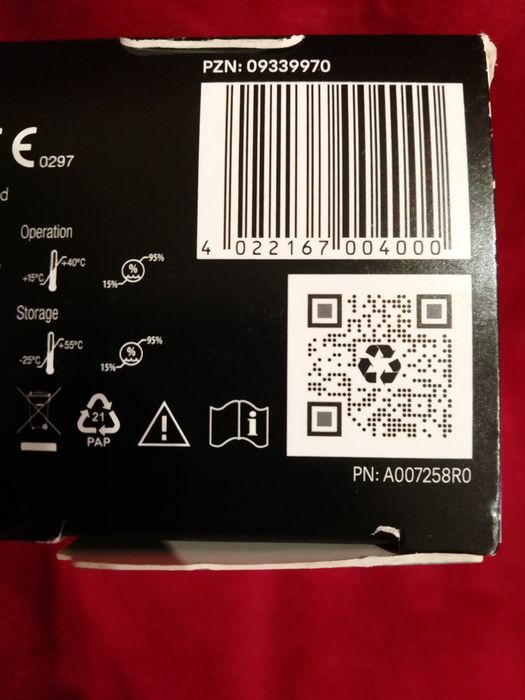 PZN: 09339970
CE 0297
d
4 022167 004000
Operation
+15°C +40°C
15% % 95%
Storage
-25°C +55°C
15% % 95%
21
PAP
i
PN: A007258R0